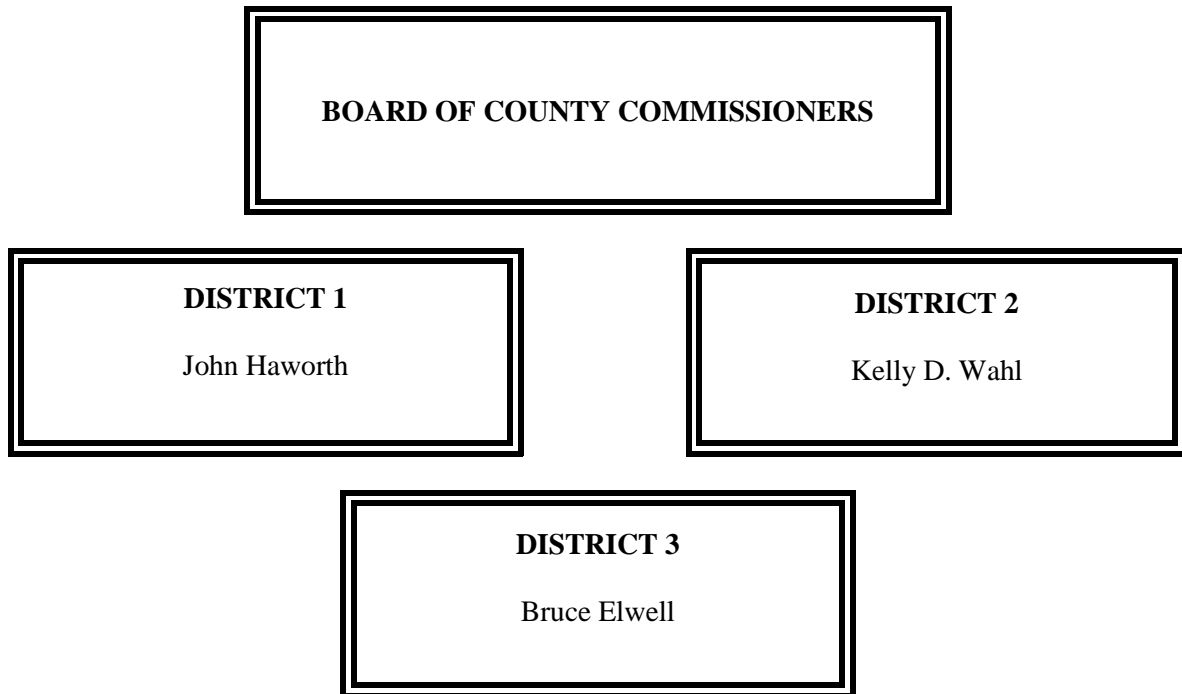 BOARD OF COUNTY COMMISSIONERS
DISTRICT 1
John Haworth
DISTRICT 2
Kelly D. Wahl
DISTRICT 3
Bruce Elwell